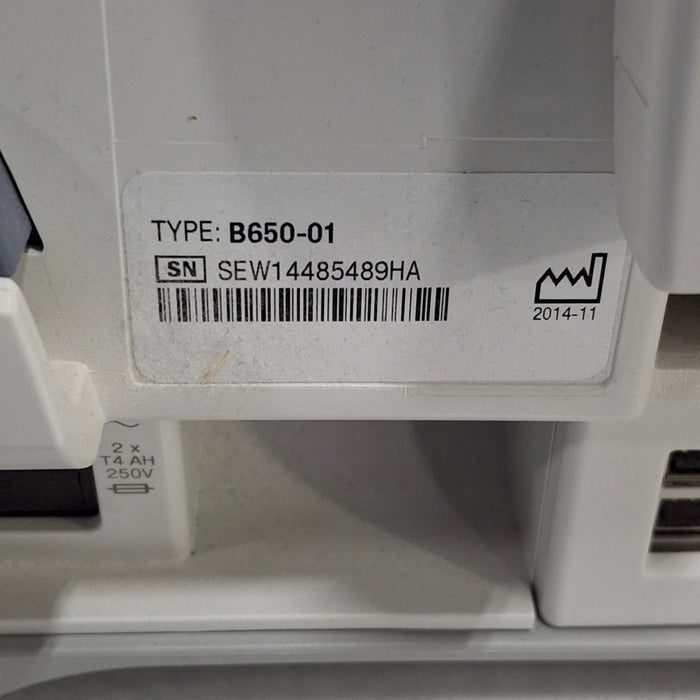 TYPE: B650-01
SN SEW14485489HA
2014-11
2 x
T4 AH
250V